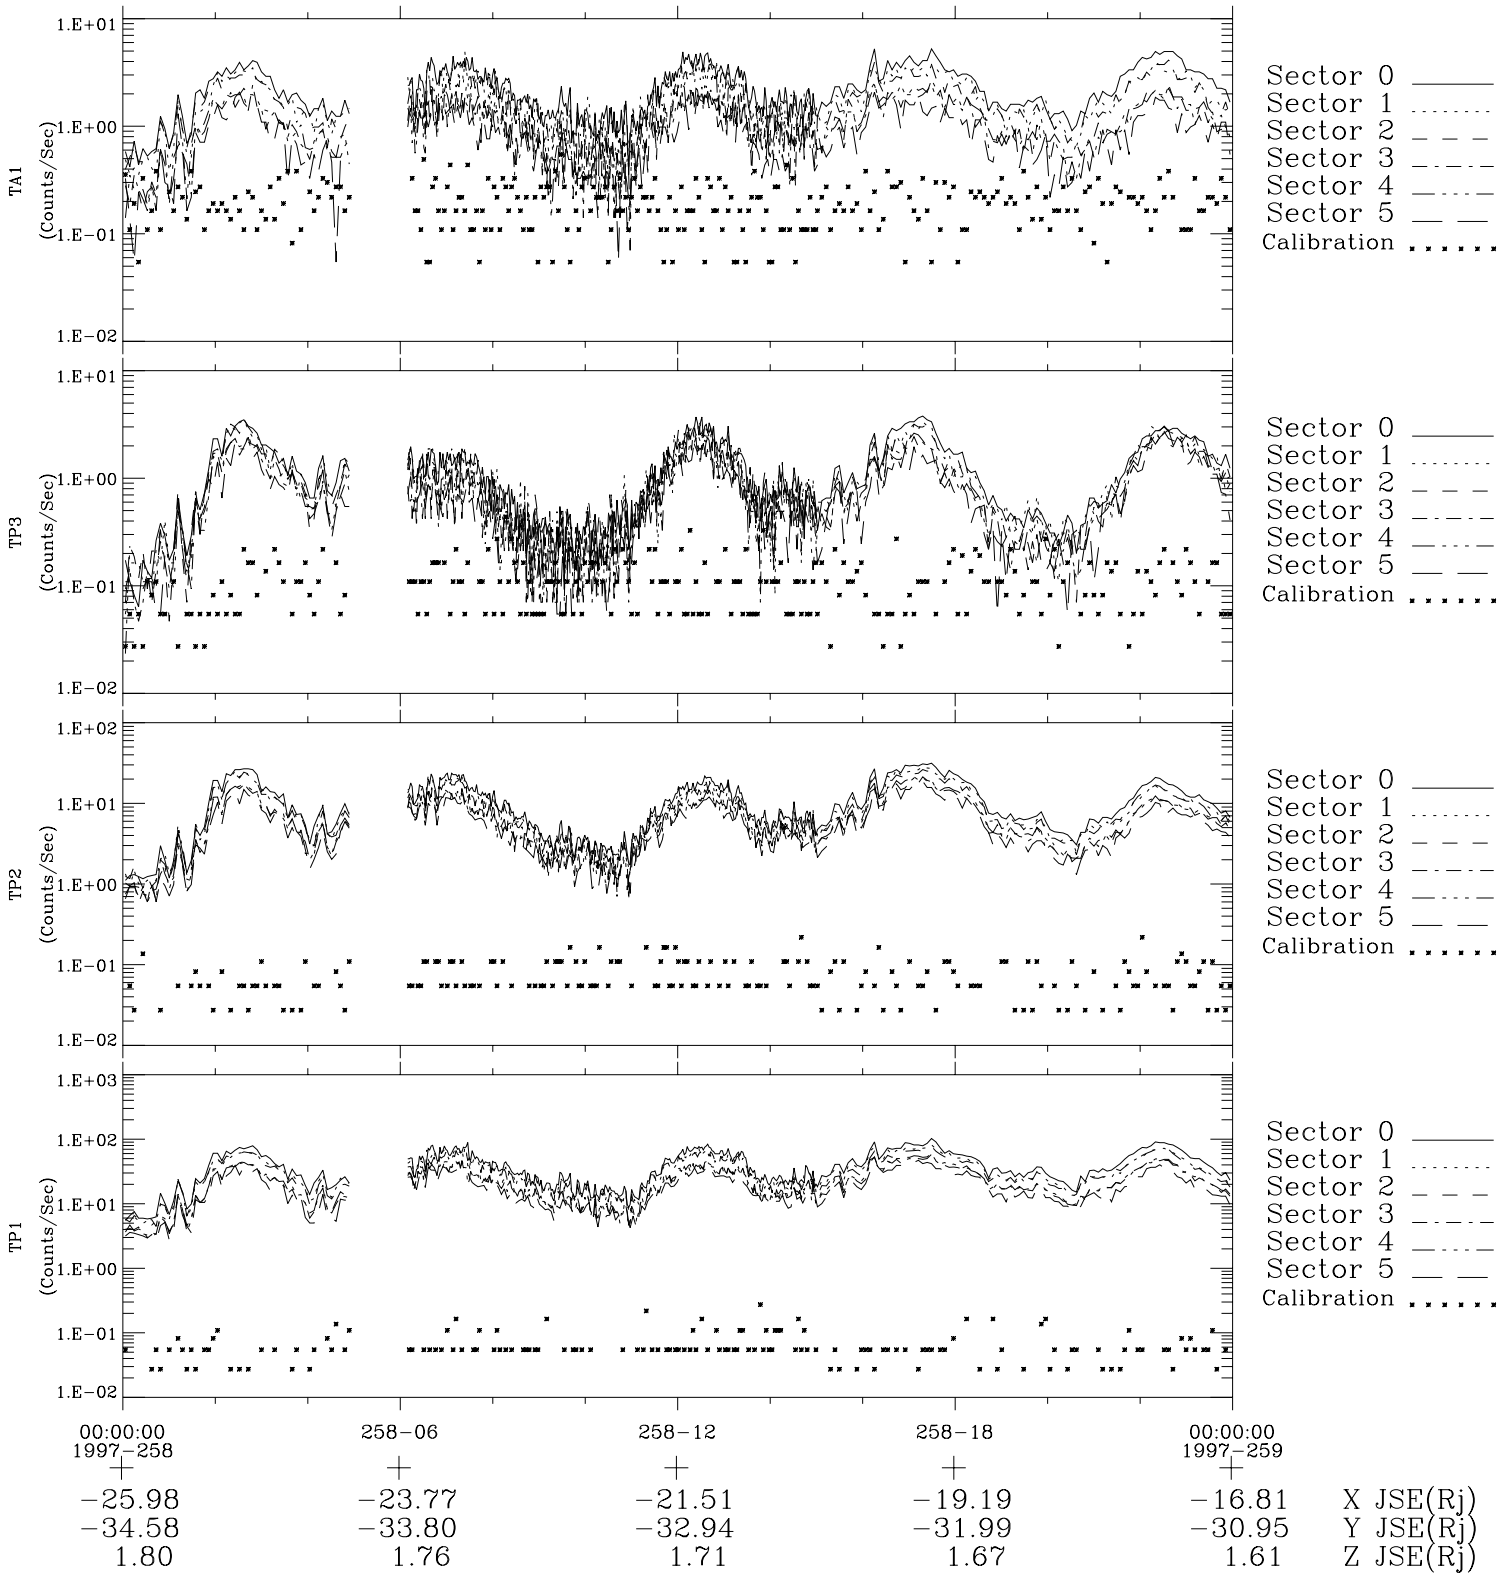 1.E+01
1.E+00
1.E-01
1.E-02
TA1
(Counts/Sec)
Sector 0
Sector 1
Sector 2
Sector 3
Sector 4
Sector 5
Calibration
1.E+01
1.E+00
1.E-01
1.E-02
TP3
(Counts/Sec)
Sector 0
Sector 1
Sector 2
Sector 3
Sector 4
Sector 5
Calibration
1.E+02
1.E+01
1.E+00
1.E-01
1.E-02
TP2
(Counts/Sec)
Sector 0
Sector 1
Sector 2
Sector 3
Sector 4
Sector 5
Calibration
1.E+03
1.E+02
1.E+01
1.E+00
1.E-01
1.E-02
TP1
(Counts/Sec)
Sector 0
Sector 1
Sector 2
Sector 3
Sector 4
Sector 5
Calibration
00:00:00 258-06 258-12 258-18 00:00:00
1997-258 1997-259
-25.98 -23.77 -21.51 -19.19 -16.81 X JSE(Rj)
-34.58 -33.80 -32.94 -31.99 -30.95 Y JSE(Rj)
1.80 1.76 1.71 1.67 1.61 Z JSE(Rj)